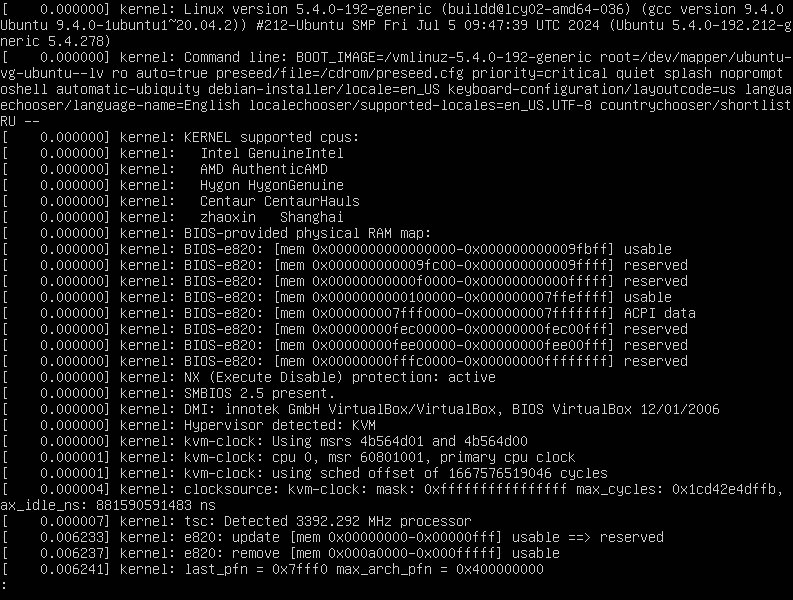 [    0.000000] kernel: Linux version 5.4.0-192-generic (buildd@lcy02-amd64-036) (gcc version 9.4.0 (
Ubuntu 9.4.0-1ubuntu1~20.04.2)) #212-Ubuntu SMP Fri Jul 5 09:47:39 UTC 2024 (Ubuntu 5.4.0-192.212-g
neric 5.4.278)
[    0.000000] kernel: Command line: BOOT_IMAGE=/vmlinuz-5.4.0-192-generic root=/dev/mapper/ubuntu-
vg-ubuntu--lv ro auto=true preseed/file=/cdrom/preseed.cfg priority=critical quiet splash noprompt
oshell automatic-ubiquity debian-installer/locale=en_US keyboard-configuration/layoutcode=us langua
echooser/language-name=English localechooser/supported-locales=en_US.UTF-8 countrychooser/shortlist
RU --
[    0.000000] kernel: KERNEL supported cpus:
[    0.000000] kernel:   Intel GenuineIntel
[    0.000000] kernel:   AMD AuthenticAMD
[    0.000000] kernel:   Hygon HygonGenuine
[    0.000000] kernel:   Centaur CentaurHauls
[    0.000000] kernel:   zhaoxin   Shanghai
[    0.000000] kernel: BIOS-provided physical RAM map:
[    0.000000] kernel: BIOS-e820: [mem 0x0000000000000000-0x000000000009fbff] usable
[    0.000000] kernel: BIOS-e820: [mem 0x000000000009fc00-0x000000000009ffff] reserved
[    0.000000] kernel: BIOS-e820: [mem 0x00000000000f0000-0x00000000000fffff] reserved
[    0.000000] kernel: BIOS-e820: [mem 0x0000000000100000-0x000000007ffeffff] usable
[    0.000000] kernel: BIOS-e820: [mem 0x000000007fff0000-0x000000007fffffff] ACPI data
[    0.000000] kernel: BIOS-e820: [mem 0x00000000fec00000-0x00000000fec00fff] reserved
[    0.000000] kernel: BIOS-e820: [mem 0x00000000fee00000-0x00000000fee00fff] reserved
[    0.000000] kernel: BIOS-e820: [mem 0x00000000fffc0000-0x00000000ffffffff] reserved
[    0.000000] kernel: NX (Execute Disable) protection: active
[    0.000000] kernel: SMBIOS 2.5 present.
[    0.000000] kernel: DMI: innotek GmbH VirtualBox/VirtualBox, BIOS VirtualBox 12/01/2006
[    0.000000] kernel: Hypervisor detected: KVM
[    0.000000] kernel: kvm-clock: Using msrs 4b564d01 and 4b564d00
[    0.000001] kernel: kvm-clock: cpu 0, msr 60801001, primary cpu clock
[    0.000001] kernel: kvm-clock: using sched offset of 1667576519046 cycles
[    0.000004] kernel: clocksource: kvm-clock: mask: 0xffffffffffffffff max_cycles: 0x1cd42e4dffb,
ax_idle_ns: 881590591483 ns
[    0.000007] kernel: tsc: Detected 3392.292 MHz processor
[    0.006233] kernel: e820: update [mem 0x00000000-0x00000fff] usable ==> reserved
[    0.006237] kernel: e820: remove [mem 0x000a0000-0x000fffff] usable
[    0.006241] kernel: last_pfn = 0x7fff0 max_arch_pfn = 0x400000000
: